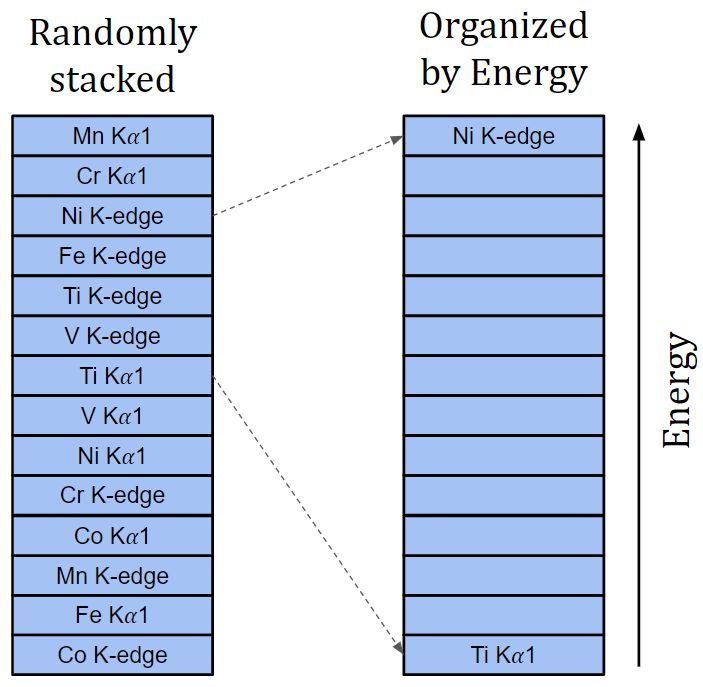 Randomly
stacked
Mn K𝛼1
Cr K𝛼1
Ni K-edge
Fe K-edge
Ti K-edge
V K-edge
Ti K𝛼1
V K𝛼1
Ni K𝛼1
Cr K-edge
Co K𝛼1
Mn K-edge
Fe K𝛼1
Co K-edge
Organized
by Energy
Ni K-edge
Ti K𝛼1
Energy